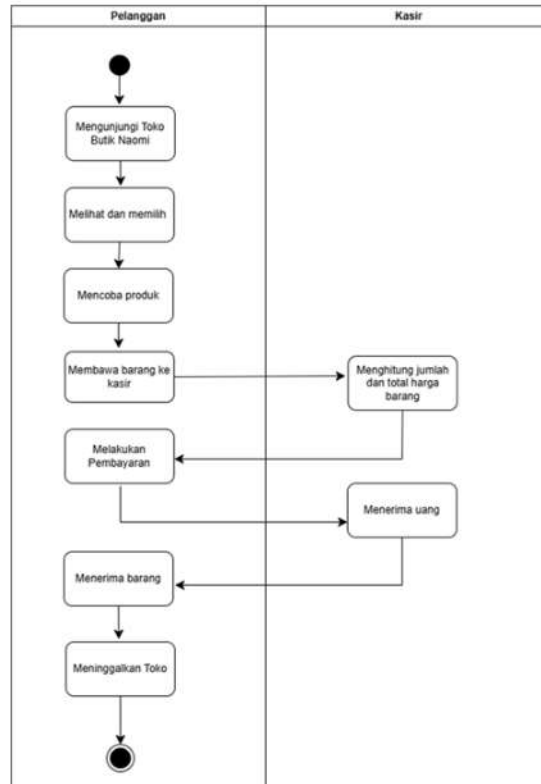 Pelanggan
Kasir
Mengunjungi Toko
Butik Naomi
Melihat dan memilih
Mencoba produk
Membawa barang ke
kasir
Menghitung jumlah
dan total harga
barang
Melakukan
Pembayaran
Menerima uang
Menerima barang
Meninggalkan Toko